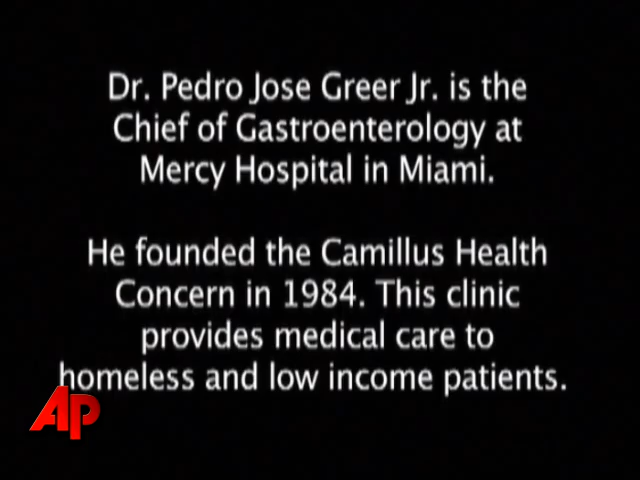 Dr. Pedro Jose Greer Jr. is the
Chief of Gastroenterology at
Mercy Hospital in Miami.
He founded the Camillus Health
Concern in 1984. This clinic
provides medical care to
homeless and low income patients.
AP